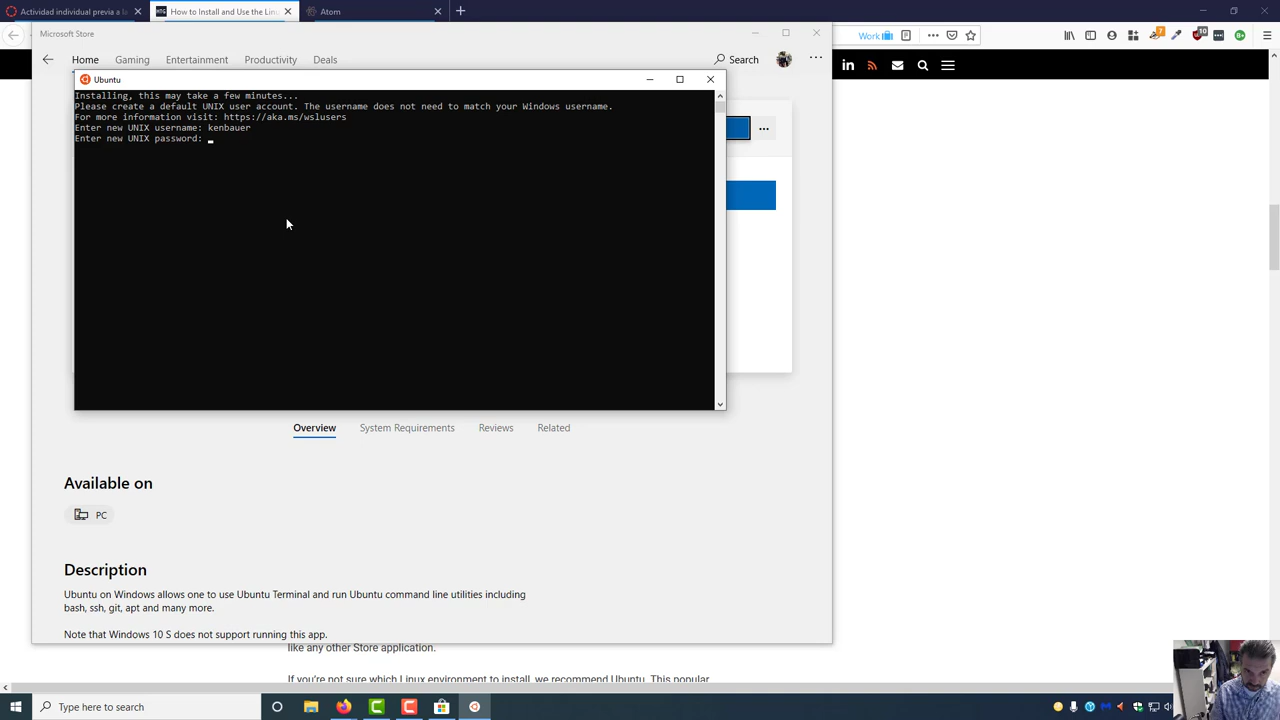 Actividad individual previa a la
How to Install and Use the Linu
Atom
Work
Microsoft Store
Home
Gaming
Entertainment
Productivity
Deals
Search
Ubuntu
Installing, this may take a few minutes...
Please create a default UNIX user account. The username does not need to match your Windows username.
For more information visit: https://aka.ms/wslusers
Enter new UNIX username: kenbauer
Enter new UNIX password:
Overview
System Requirements
Reviews
Related
Available on
PC
Description
Ubuntu on Windows allows one to use Ubuntu Terminal and run Ubuntu command line utilities including
bash, ssh, git, apt and many more.
Note that Windows 10 S does not support running this app.
like any other Store application.
If you're not sure which Linux environment to install, we recommend Ubuntu. This popular
Type here to search